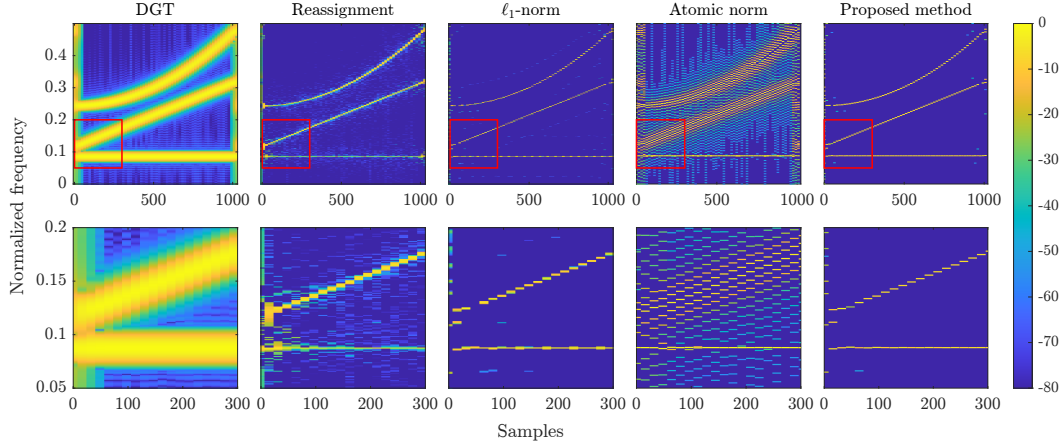 DGT Reassignment ℓ1-norm Atomic norm Proposed method
0.4 0.3 0.2 0.1 0
0 500 1000 0 500 1000 0 500 1000 0 500 1000 0 500 1000
0.2 0.15 0.1 0.05
0 100 200 300 0 100 200 300 0 100 200 300 0 100 200 300 0 100 200 300
Normalized frequency
Samples
0 -10 -20 -30 -40 -50 -60 -70 -80